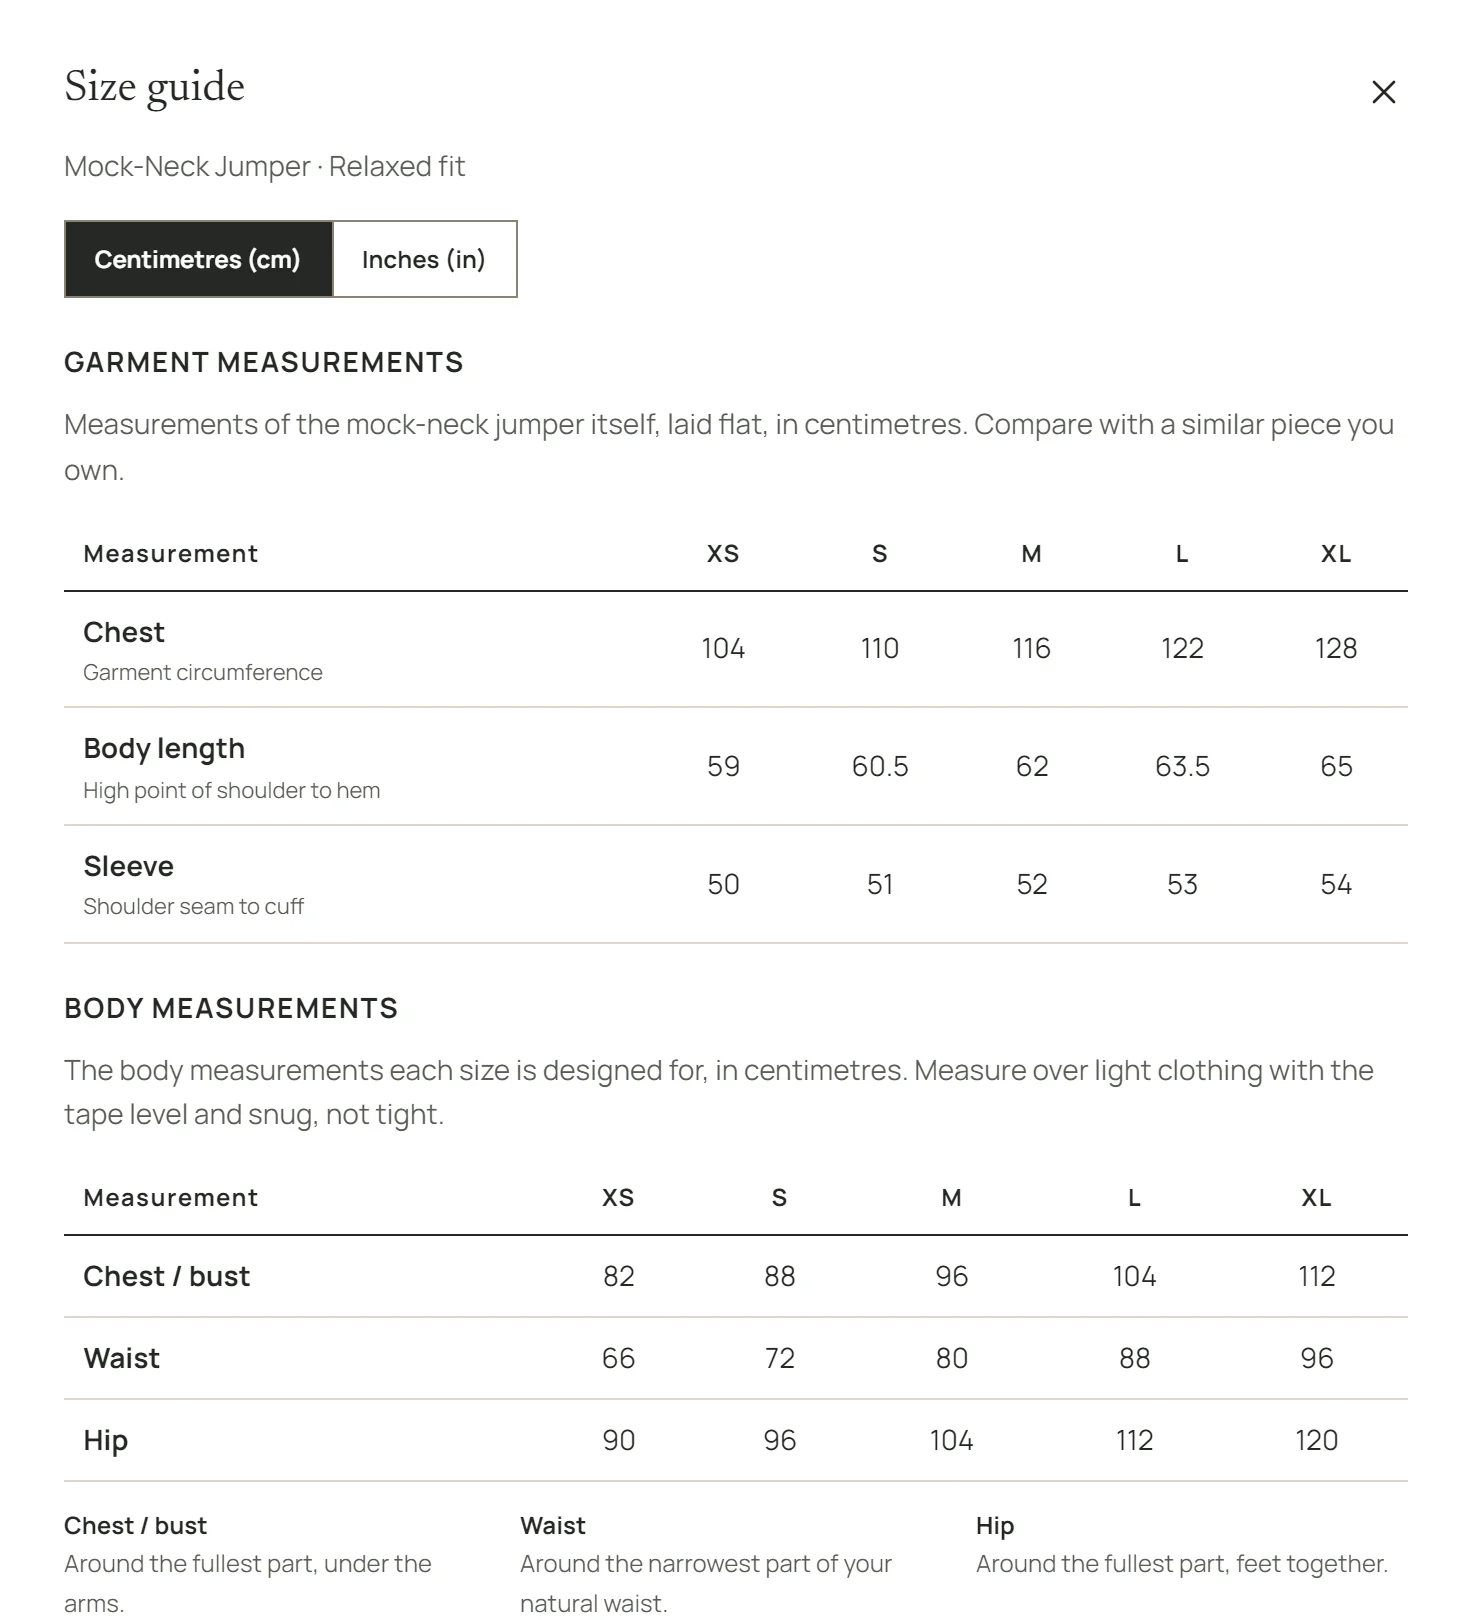 Size guide
Mock-Neck Jumper · Relaxed fit
Centimetres (cm) Inches (in)
GARMENT MEASUREMENTS
Measurements of the mock-neck jumper itself, laid flat, in centimetres. Compare with a similar piece you
own.
Measurement XS S M L XL
Chest
Garment circumference
104 110 116 122 128
Body length
High point of shoulder to hem
59 60.5 62 63.5 65
Sleeve
Shoulder seam to cuff
50 51 52 53 54
BODY MEASUREMENTS
The body measurements each size is designed for, in centimetres. Measure over light clothing with the
tape level and snug, not tight.
Measurement XS S M L XL
Chest / bust 82 88 96 104 112
Waist 66 72 80 88 96
Hip 90 96 104 112 120
Chest / bust
Around the fullest part, under the
arms.
Waist
Around the narrowest part of your
natural waist.
Hip
Around the fullest part, feet together.